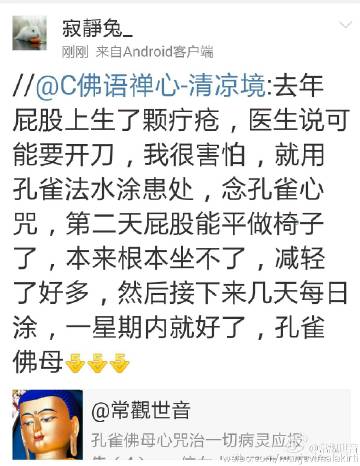 寂靜兔_
刚刚 来自Android客户端
//@C佛语禅心-清凉境:去年
屁股上生了颗疔疮，医生说可
能要开刀，我很害怕，就用
孔雀法水涂患处，念孔雀心
咒，第二天屁股能平做椅子
了，本来根本坐不了，减轻
了好多，然后接下来几天每日
涂，一星期内就好了，孔雀
佛母
@常觀世音
孔雀佛母心咒治一切病灵应报